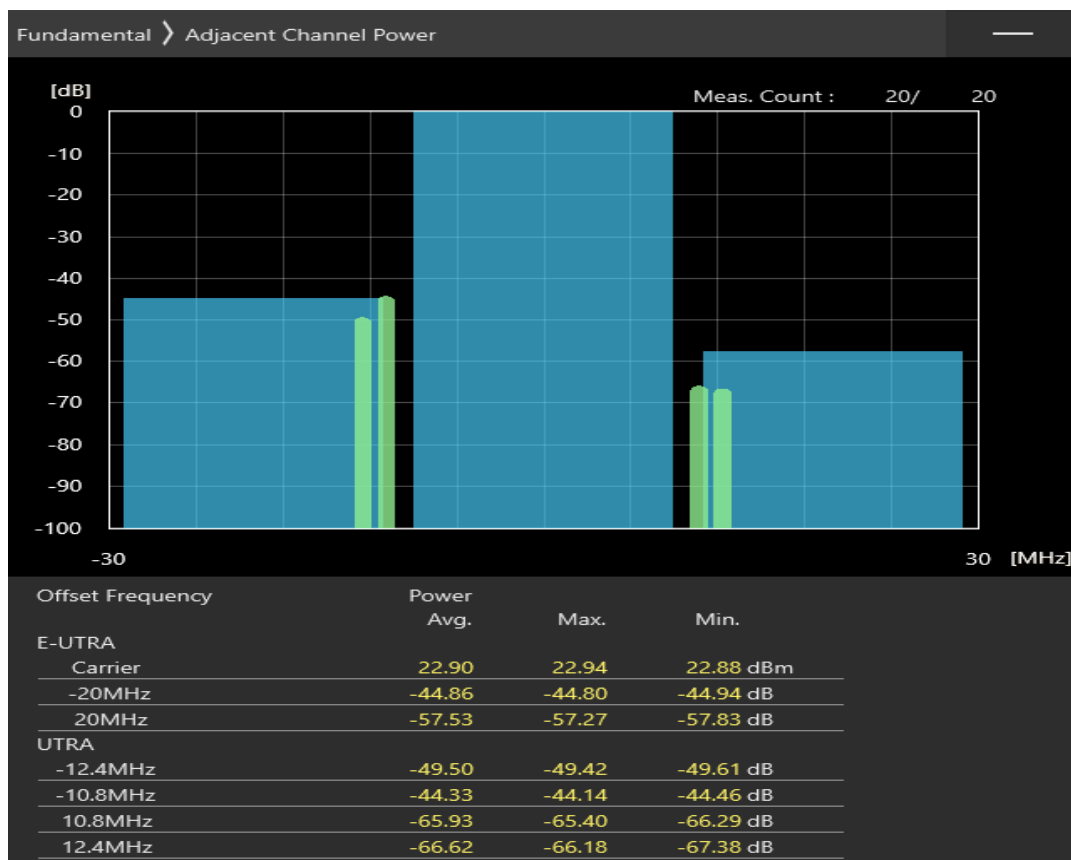 Fundamental ❯ Adjacent Channel Power
[dB]
Meas. Count : 20/ 20
0
-10
-20
-30
-40
-50
-60
-70
-80
-90
-100
-30 30 [MHz]
Offset Frequency Power
Avg. Max. Min.
E-UTRA
Carrier 22.90 22.94 22.88 dBm
-20MHz -44.86 -44.80 -44.94 dB
20MHz -57.53 -57.27 -57.83 dB
UTRA
-12.4MHz -49.50 -49.42 -49.61 dB
-10.8MHz -44.33 -44.14 -44.46 dB
10.8MHz -65.93 -65.40 -66.29 dB
12.4MHz -66.62 -66.18 -67.38 dB